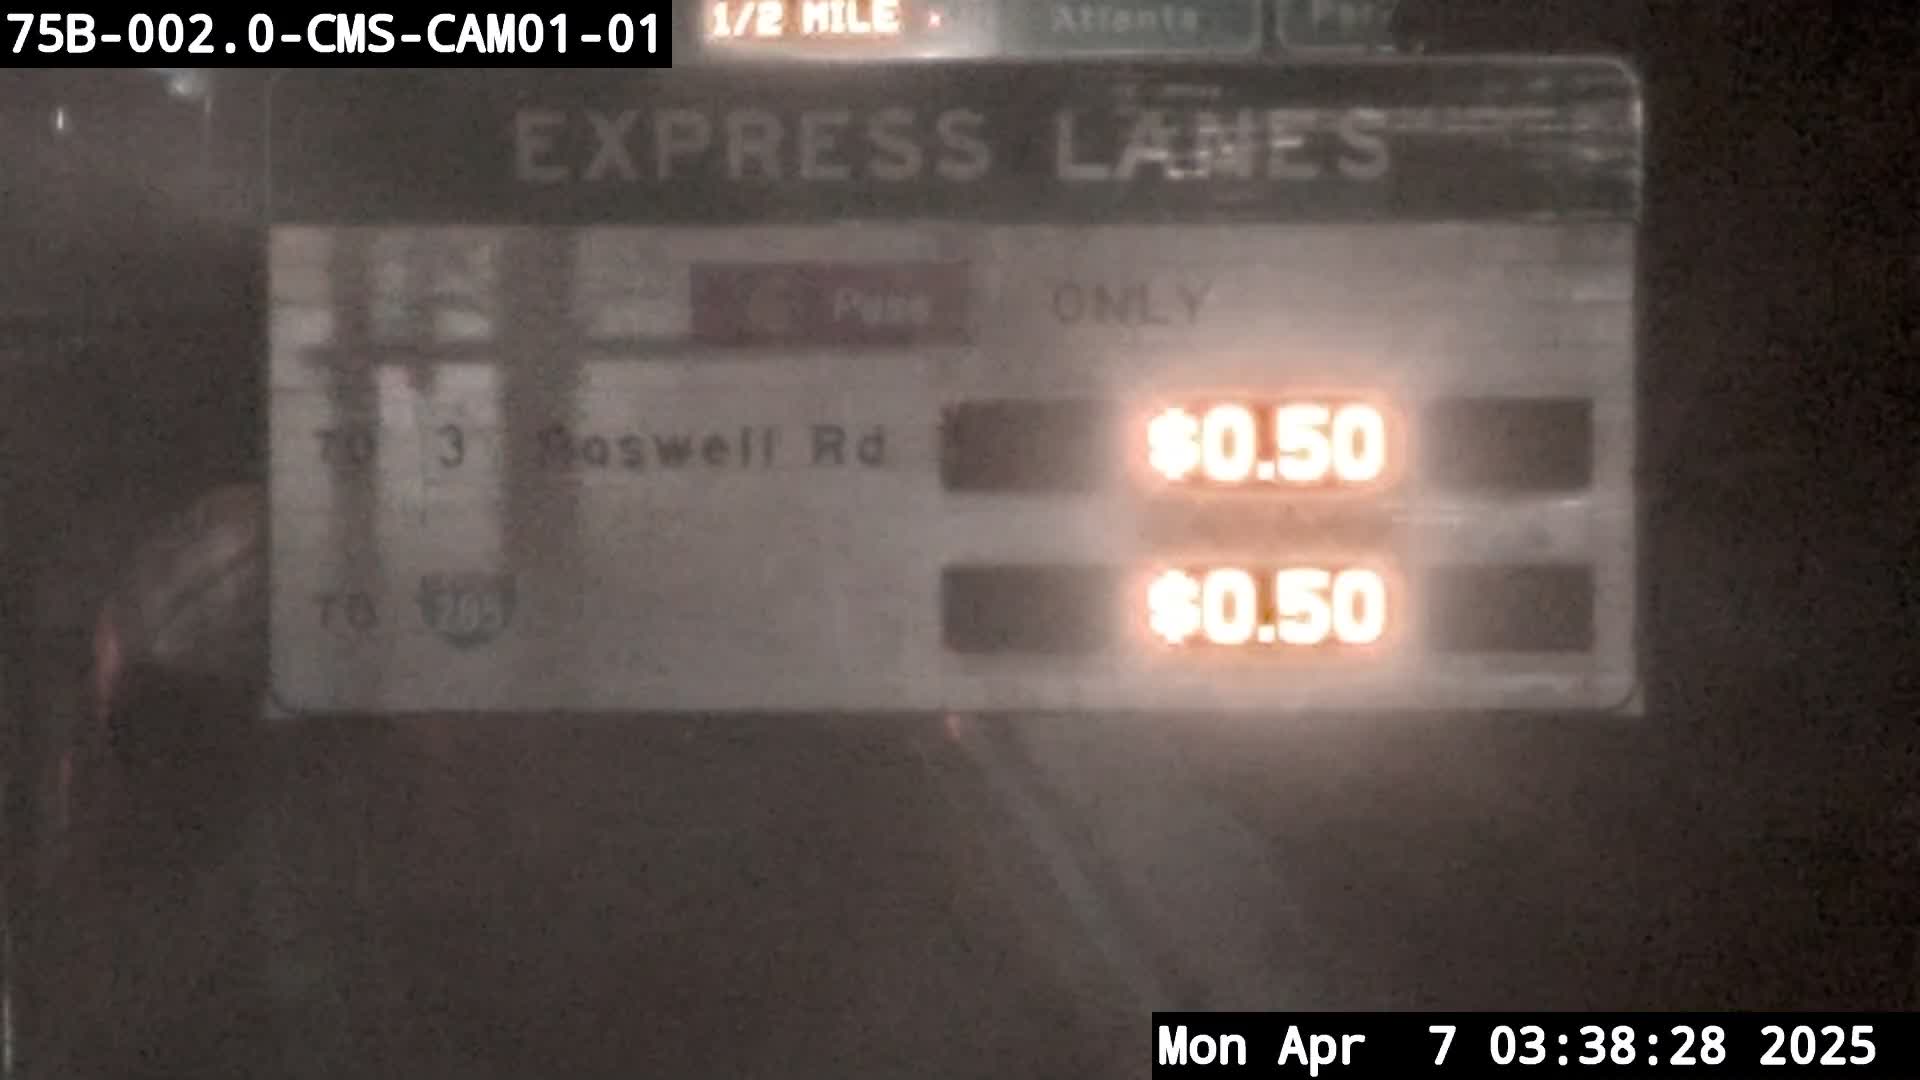 75B-002.0-CMS-CAM01-01
1/2 MILE
Atlanta
EXPRESS LANES
Pass ONLY
TO 3 Roswell Rd $0.50
TO $0.50
Mon Apr 7 03:38:28 2025